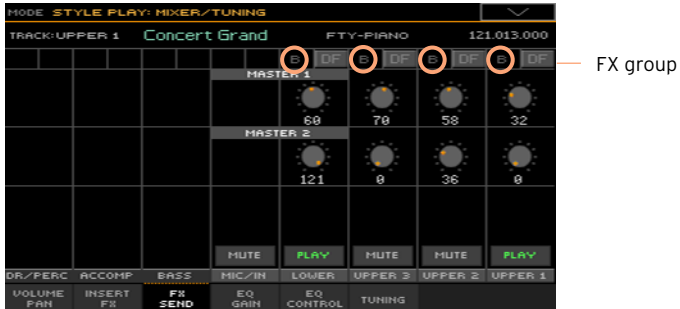 MODE STYLE PLAY: MIXER/TUNING
TRACK:UPPER 1 Concert Grand FTY-PIANO 121.013.000
B DF B DF B DF B DF FX group
MASTER 1
60 70 58 32
MASTER 2
121 0 36 0
MUTE PLAY MUTE MUTE PLAY
DR/PERC ACCOMP BASS MIC/IN LOWER UPPER 3 UPPER 2 UPPER 1
VOLUME PAN INSERT FX FX SEND EQ GAIN EQ CONTROL TUNING